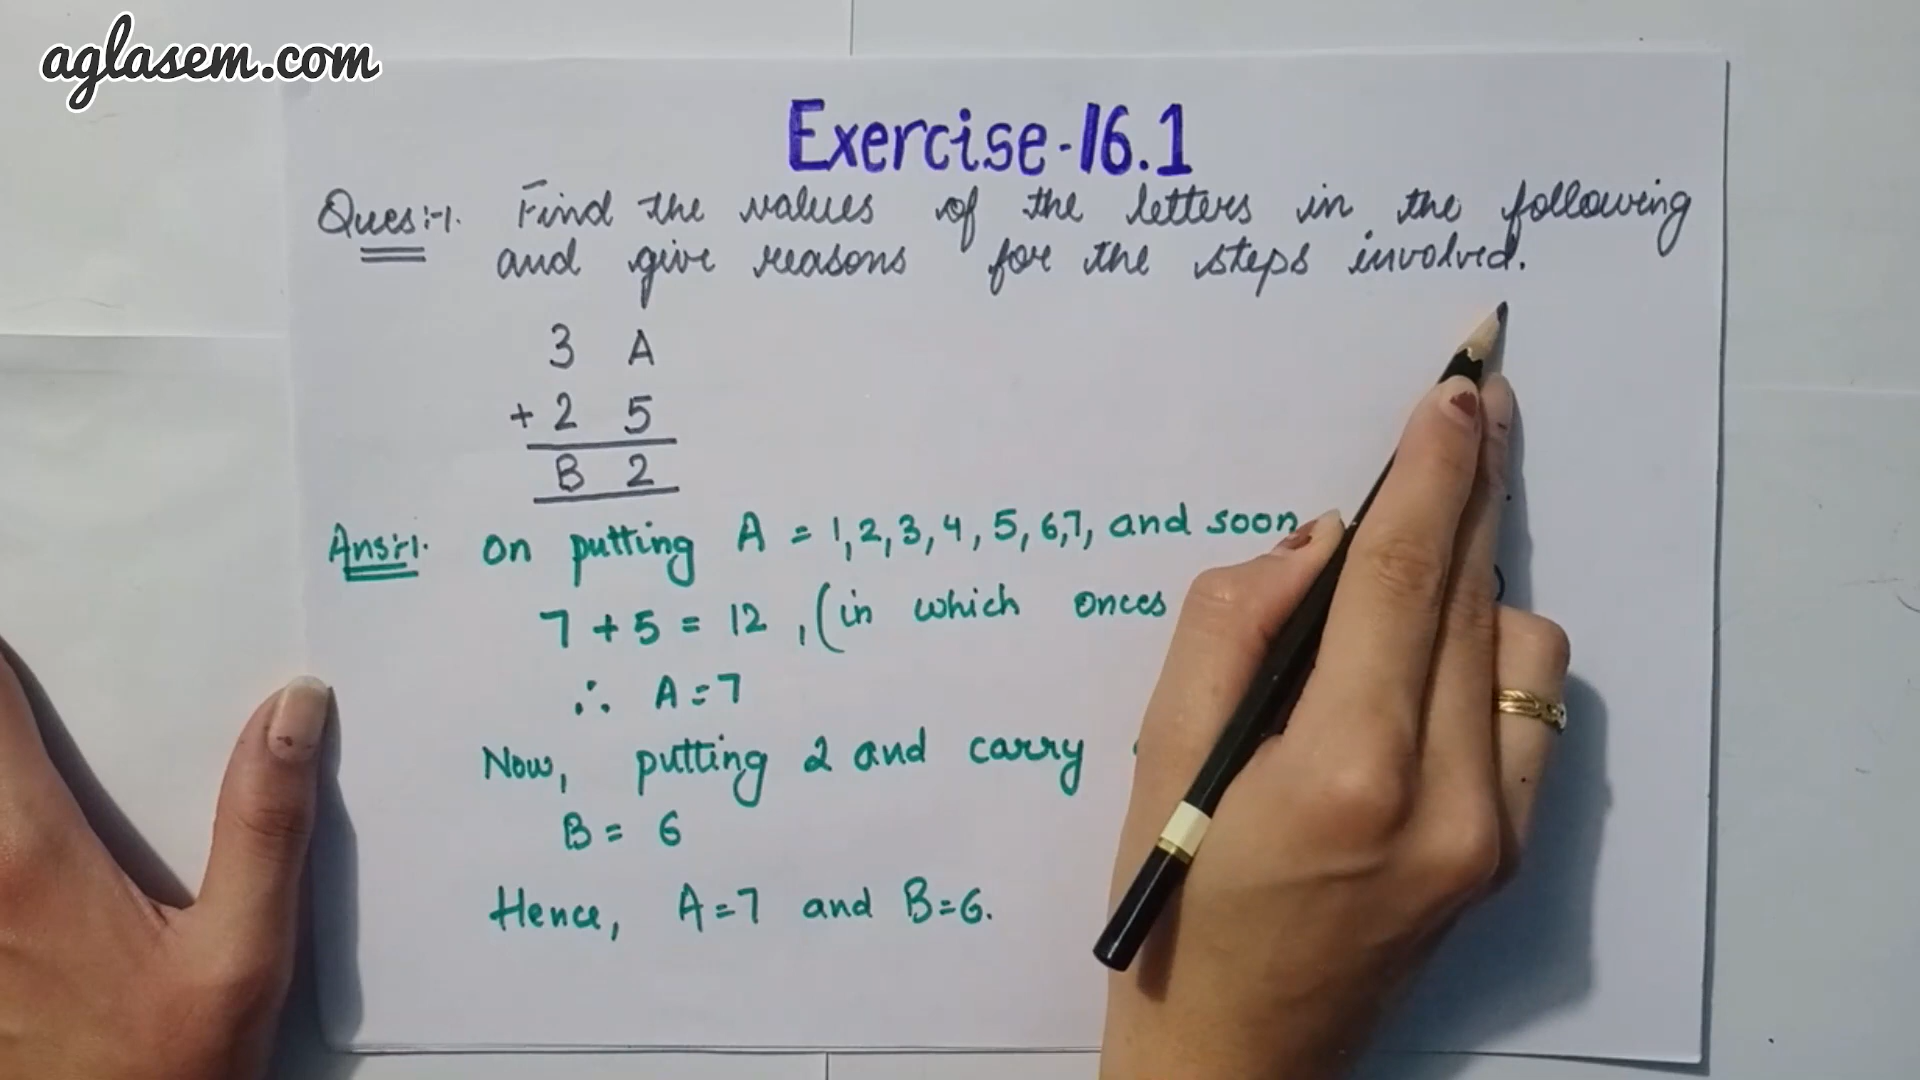 aglasem.com
Exercise-16.1
Ques:-1. Find the values of the letters in the following
and give reasons for the steps involved.
3 A
+ 2 5
B 2
Ans:-1. On putting A = 1, 2, 3, 4, 5, 6, 7, and soon
7 + 5 = 12 , (in which onces
∴ A = 7
Now, putting 2 and carry
B = 6
Hence, A = 7 and B = 6.